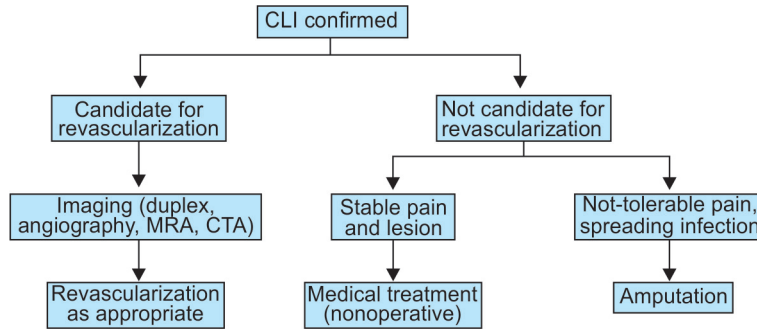 CLI confirmed
Candidate for
revascularization
Not candidate for
revascularization
Imaging (duplex,
angiography, MRA, CTA)
Stable pain
and lesion
Not-tolerable pain,
spreading infection
Revascularization
as appropriate
Medical treatment
(nonoperative)
Amputation